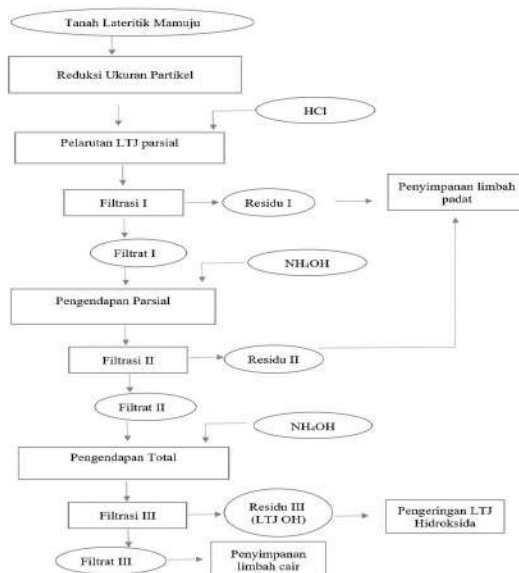 Tanah Lateritik Mamuju
Reduksi Ukuran Partikel
HCl
Pelarutan LTJ parsial
Filtrasi I
Residu I
Penyimpanan limbah
padat
Filtrat I
NH₄OH
Pengendapan Parsial
Filtrasi II
Residu II
Filtrat II
NH₄OH
Pengendapan Total
Filtrasi III
Residu III
(LTJ OH)
Pengeringan LTJ
Hidroksida
Filtrat III
Penyimpanan
limbah cair